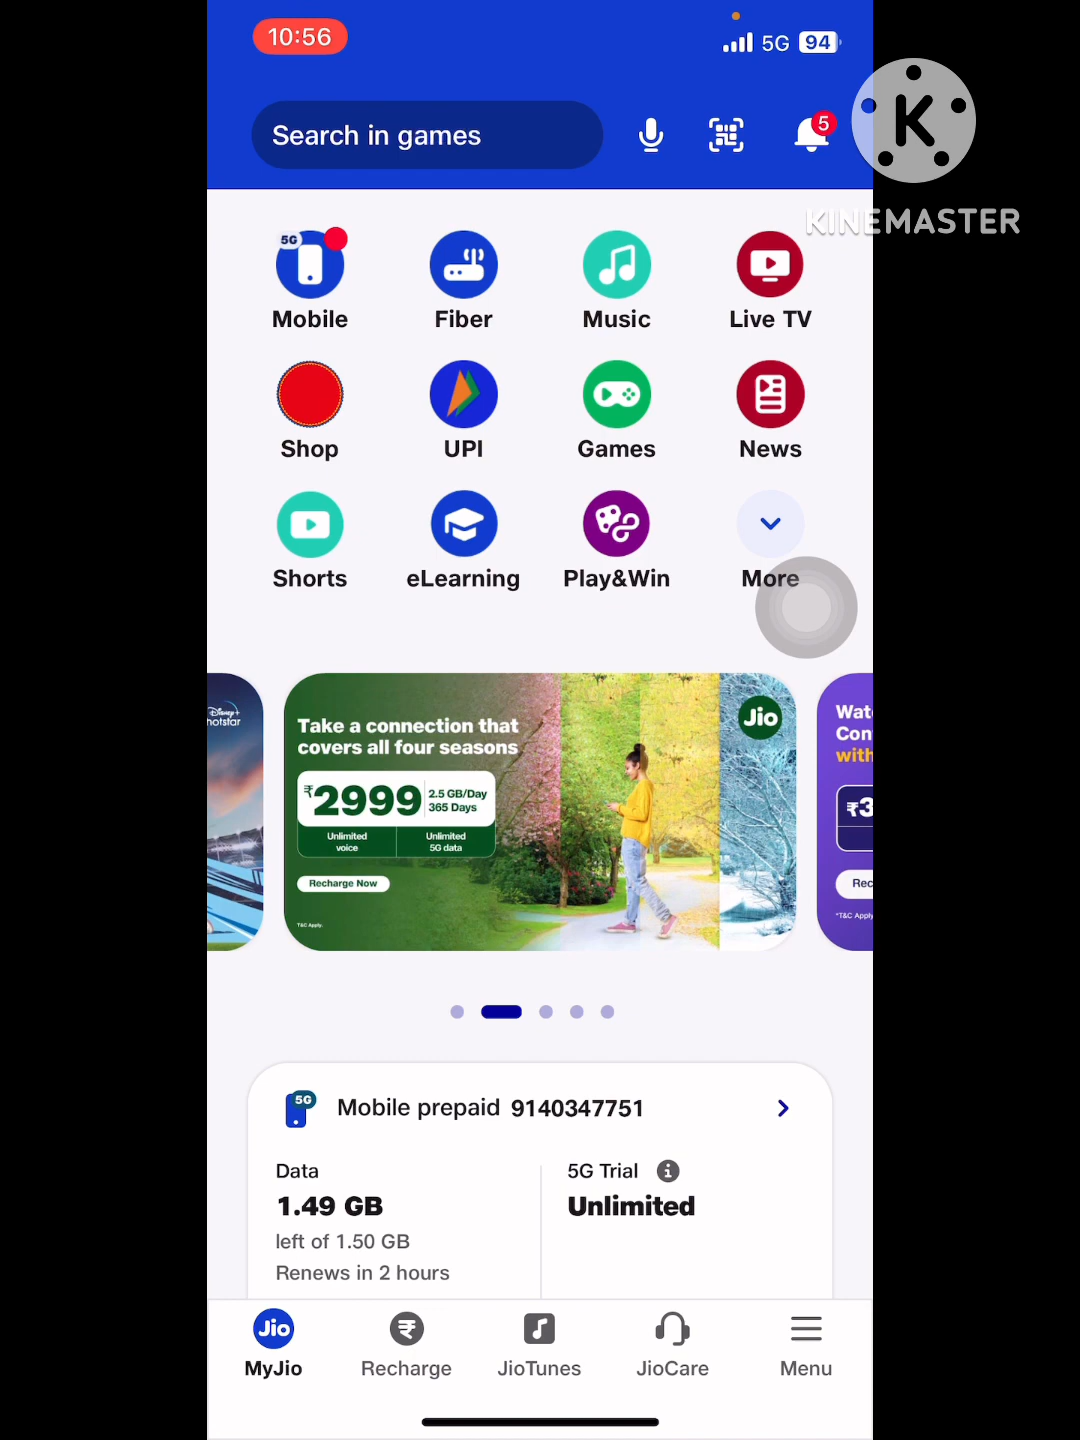 10:56
5G 94
Search in games
5
K
KINEMASTER
5G
Mobile Fiber Music Live TV
Shop UPI Games News
Shorts eLearning Play&Win More
Disney+
hotstar
Take a connection that
covers all four seasons
Jio
₹2999
2.5 GB/Day
365 Days
Unlimited
voice
Unlimited
5G data
Recharge Now
T&C Apply.
Wat
Con
with
₹3
Rec
*T&C Apply
5G
Mobile prepaid 9140347751
Data
1.49 GB
left of 1.50 GB
Renews in 2 hours
5G Trial i
Unlimited
Jio
MyJio Recharge JioTunes JioCare Menu